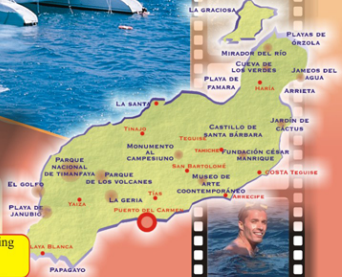 LA GRACIOSA
PLAYAS DE
ÓRZOLA
MIRADOR DEL RÍO
CUEVA DE
LOS VERDES
JAMEOS DEL
AGUA
PLAYA DE
FAMARA
HARÍA
ARRIETA
LA SANTA
JARDÍN DE
CACTUS
TINAJO
CASTILLO DE
SANTA BÁRBARA
TEGUISE
MONUMENTO
AL
CAMPESIUNO
FUNDACIÓN CÉSAR
MANRIQUE
PARQUE
NACIONAL
DE TIMANFAYA
PARQUE
DE LOS VOLCANES
SAN BARTOLOMÉ
COSTA TEGUISE
EL GOLFO
MUSEO DE
ARTE
COONTEMPORÁNEO
TÍAS
LA GERIA
ARRECIFE
YAIZA
PLAYA DE
JANUBIO
PUERTO DEL CARMEN
ing
PLAYA BLANCA
PAPAGAYO